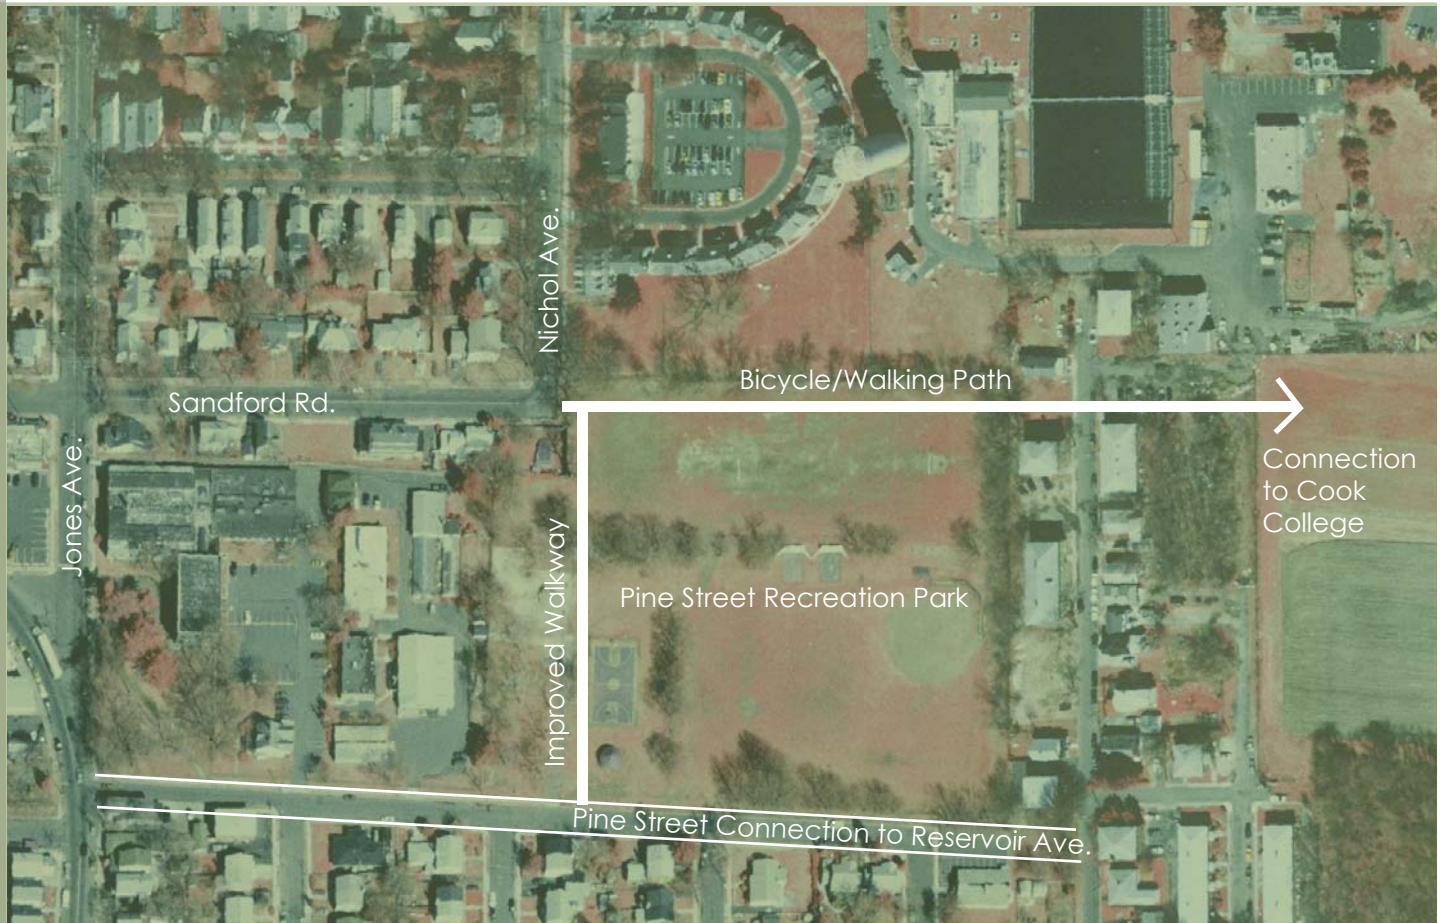 Nichol Ave.
Bicycle/Walking Path
Sandford Rd.
Jones Ave.
Connection
to Cook
College
Improved Walkway
Pine Street Recreation Park
Pine Street Connection to Reservoir Ave.